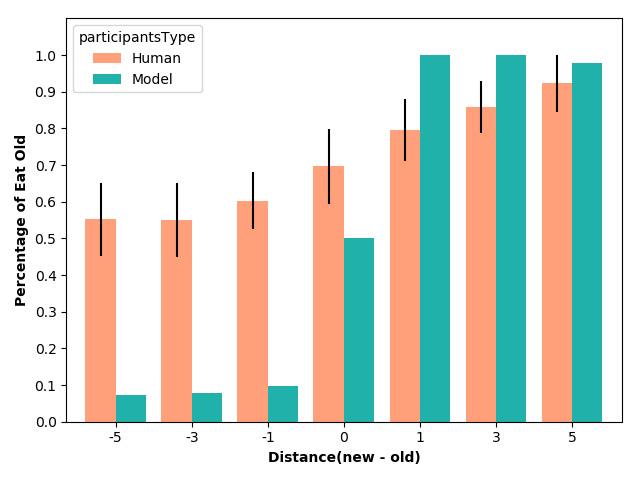 participantsType
Human
Model
Percentage of Eat Old
1.0
0.9
0.8
0.7
0.6
0.5
0.4
0.3
0.2
0.1
0.0
-5 -3 -1 0 1 3 5
Distance(new - old)